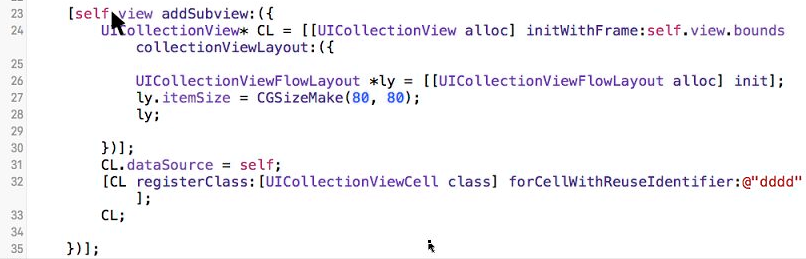 23 [self.view addSubview:({
24 UICollectionView* CL = [[UICollectionView alloc] initWithFrame:self.view.bounds
collectionViewLayout:({
25
26 UICollectionViewFlowLayout *ly = [[UICollectionViewFlowLayout alloc] init];
27 ly.itemSize = CGSizeMake(80, 80);
28 ly;
29
30 })];
31 CL.dataSource = self;
32 [CL registerClass:[UICollectionViewCell class] forCellWithReuseIdentifier:@"dddd"
];
33 CL;
34
35 })];